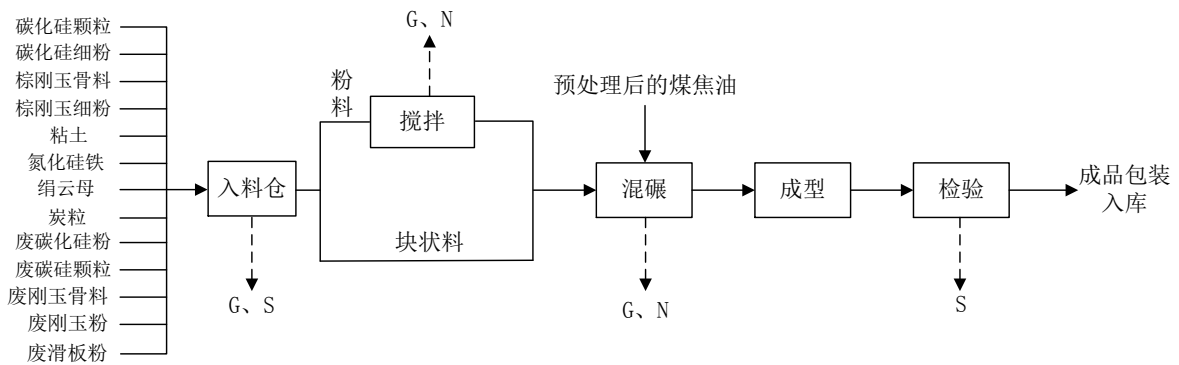 碳化硅颗粒
碳化硅细粉
棕刚玉骨料
棕刚玉细粉
粘土
氮化硅铁
绢云母
炭粒
废碳化硅粉
废碳硅颗粒
废刚玉骨料
废刚玉粉
废滑板粉
入料仓
G、S
粉
料
G、N
搅拌
块状料
预处理后的煤焦油
混碾
G、N
成型
检验
S
成品包装
入库